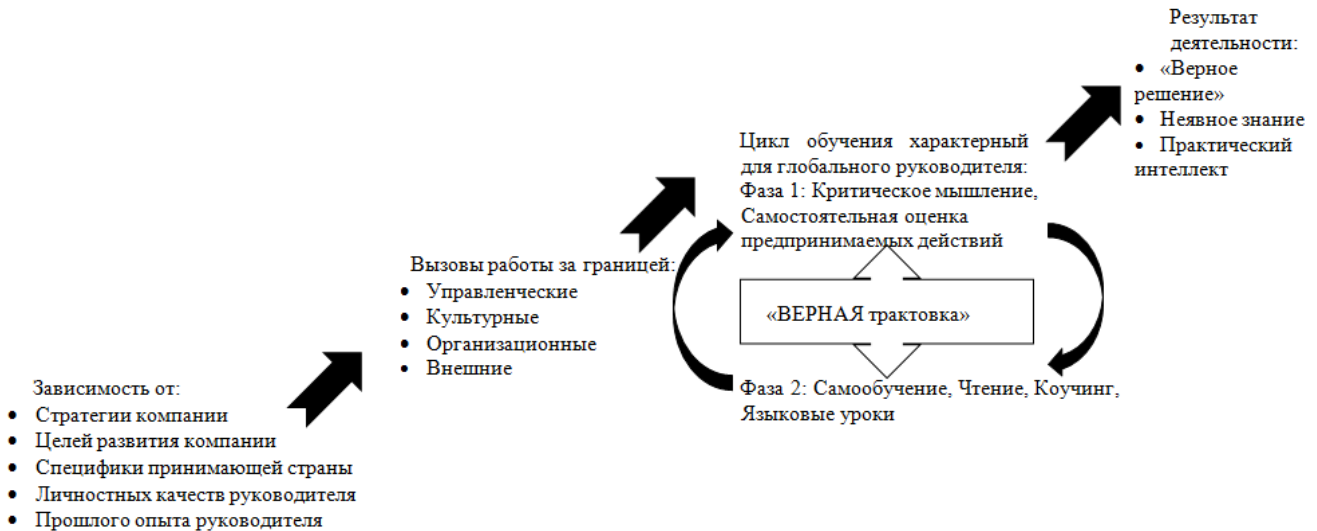 Зависимость от:
• Стратегии компании
• Целей развития компании
• Специфики принимающей страны
• Личностных качеств руководителя
• Прошлого опыта руководителя
Вызовы работы за границей:
• Управленческие
• Культурные
• Организационные
• Внешние
Цикл обучения характерный
для глобального руководителя:
Фаза 1: Критическое мышление,
Самостоятельная оценка
предпринимаемых действий
«ВЕРНАЯ трактовка»
Фаза 2: Самообучение, Чтение, Коучинг,
Языковые уроки
Результат
деятельности:
• «Верное
решение»
• Неявное знание
• Практический
интеллект